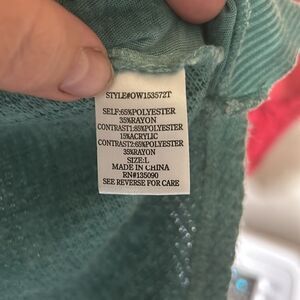 STYLE#OW153572T
SELF:65%POLYESTER
35%RAYON
CONTRAST1:85%POLYESTER
15%ACRYLIC
CONTRAST2:65%POLYESTER
35%RAYON
SIZE:L
MADE IN CHINA
RN#135090
SEE REVERSE FOR CARE